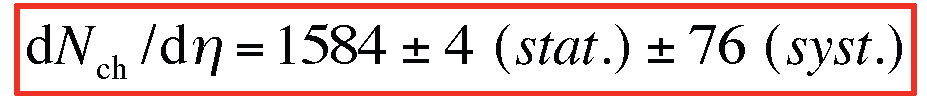 dN_ch/dη = 1584 ± 4 (stat.) ± 76 (syst.)